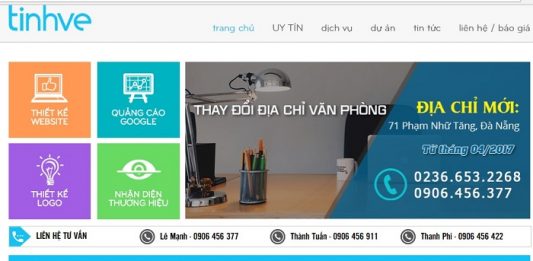 tinhve
trang chủ UY TÍN dịch vụ dự án tin tức liên hệ / báo giá
THIẾT KẾ
WEBSITE
QUẢNG CÁO
GOOGLE
THIẾT KẾ
LOGO
NHẬN DIỆN
THƯƠNG HIỆU
THAY ĐỔI ĐỊA CHỈ VĂN PHÒNG
ĐỊA CHỈ MỚI:
71 Phạm Nhữ Tăng, Đà Nẵng
Từ tháng 04/2017
0236.653.2268
0906.456.377
LIÊN HỆ TƯ VẤN Lê Mạnh - 0906 456 377 Thành Tuấn - 0906 456 911 Thanh Phi - 0906 456 422